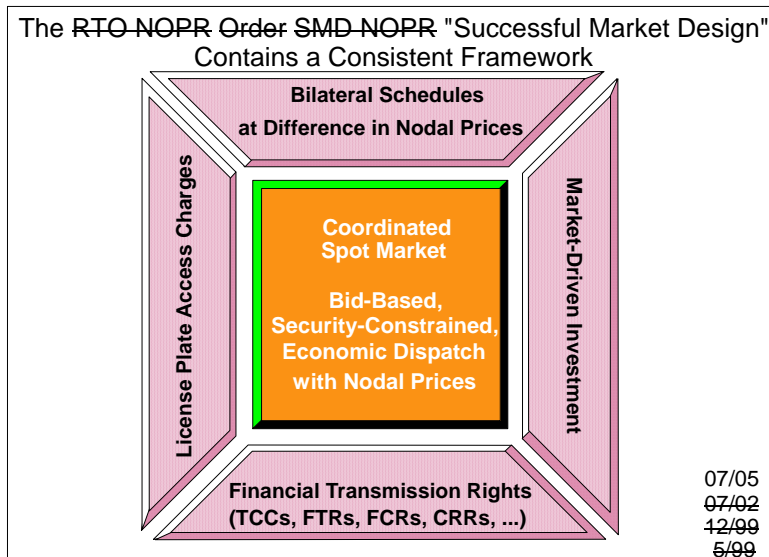 The RTO NOPR Order SMD NOPR "Successful Market Design"
Contains a Consistent Framework
Bilateral Schedules
at Difference in Nodal Prices
License Plate Access Charges
Coordinated
Spot Market
Bid-Based,
Security-Constrained,
Economic Dispatch
with Nodal Prices
Market-Driven Investment
Financial Transmission Rights
(TCCs, FTRs, FCRs, CRRs, ...)
07/05
07/02
12/99
5/99